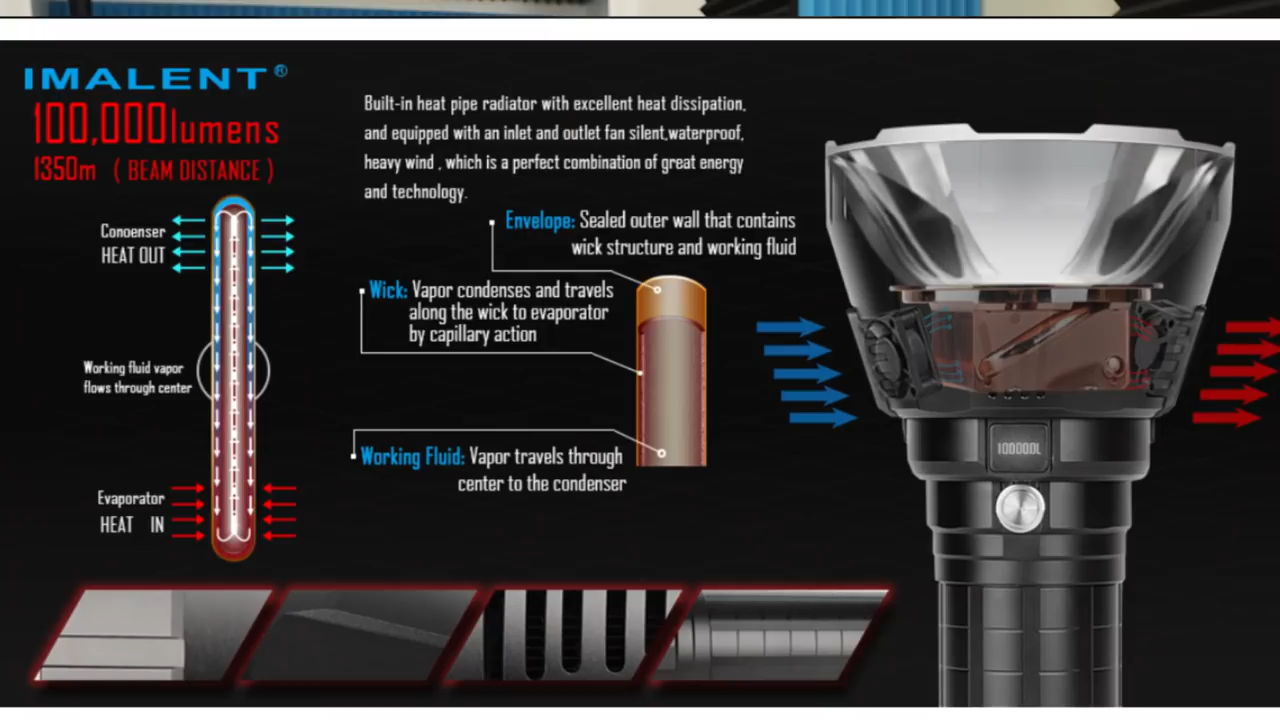 IMALENT®
100,000lumens
1350m ( BEAM DISTANCE )
Built-in heat pipe radiator with excellent heat dissipation,
and equipped with an inlet and outlet fan silent,waterproof,
heavy wind , which is a perfect combination of great energy
and technology.
Envelope: Sealed outer wall that contains
wick structure and working fluid
Conoenser
HEAT OUT
Wick: Vapor condenses and travels
along the wick to evaporator
by capillary action
Working fluid vapor
flows through center
Working Fluid: Vapor travels through
center to the condenser
Evaporator
HEAT IN
100000L